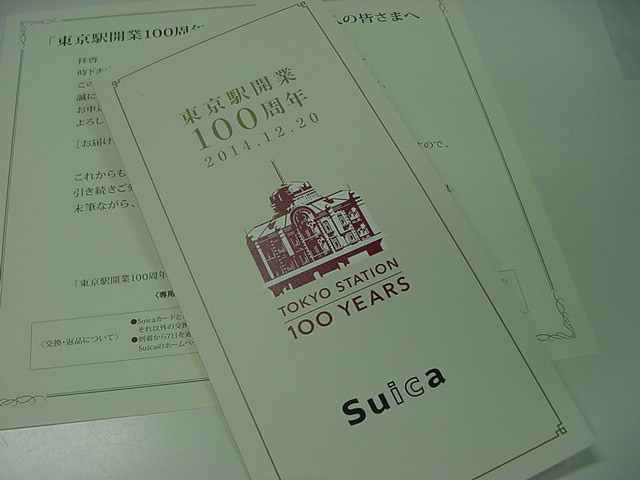 「東京駅開業100周年
の皆さまへ
拝啓
時下ま
この
誠に
お申込
よろし
[お届け
すので、
これからも
引き続きご
末筆ながら、
「東京駅開業100周年
〈専用
〈交換・返品について〉
●Suicaカードと
それ以外の交換
●到着から7日を過
Suicaのホームペー
東京駅開業
100周年
2014.12.20
TOKYO STATION
100 YEARS
Suica